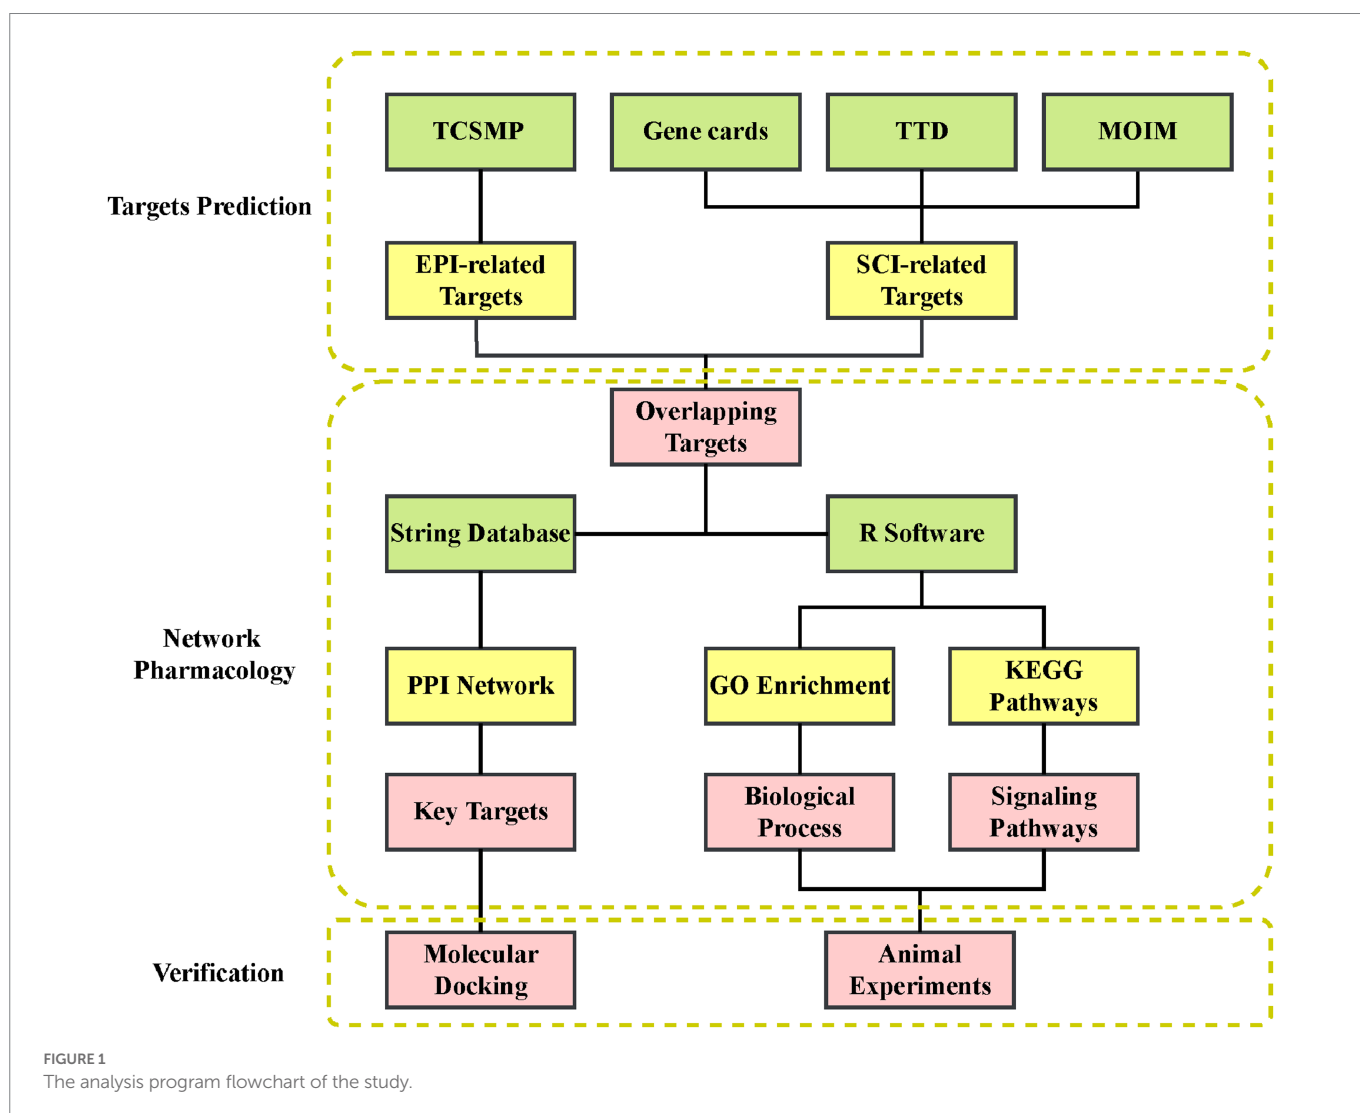 TCSMP
Gene cards
TTD
MOIM
Targets Prediction
EPI-related
Targets
SCI-related
Targets
Overlapping
Targets
String Database
R Software
Network
Pharmacology
PPI Network
GO Enrichment
KEGG
Pathways
Key Targets
Biological
Process
Signaling
Pathways
Verification
Molecular
Docking
Animal
Experiments
FIGURE 1
The analysis program flowchart of the study.